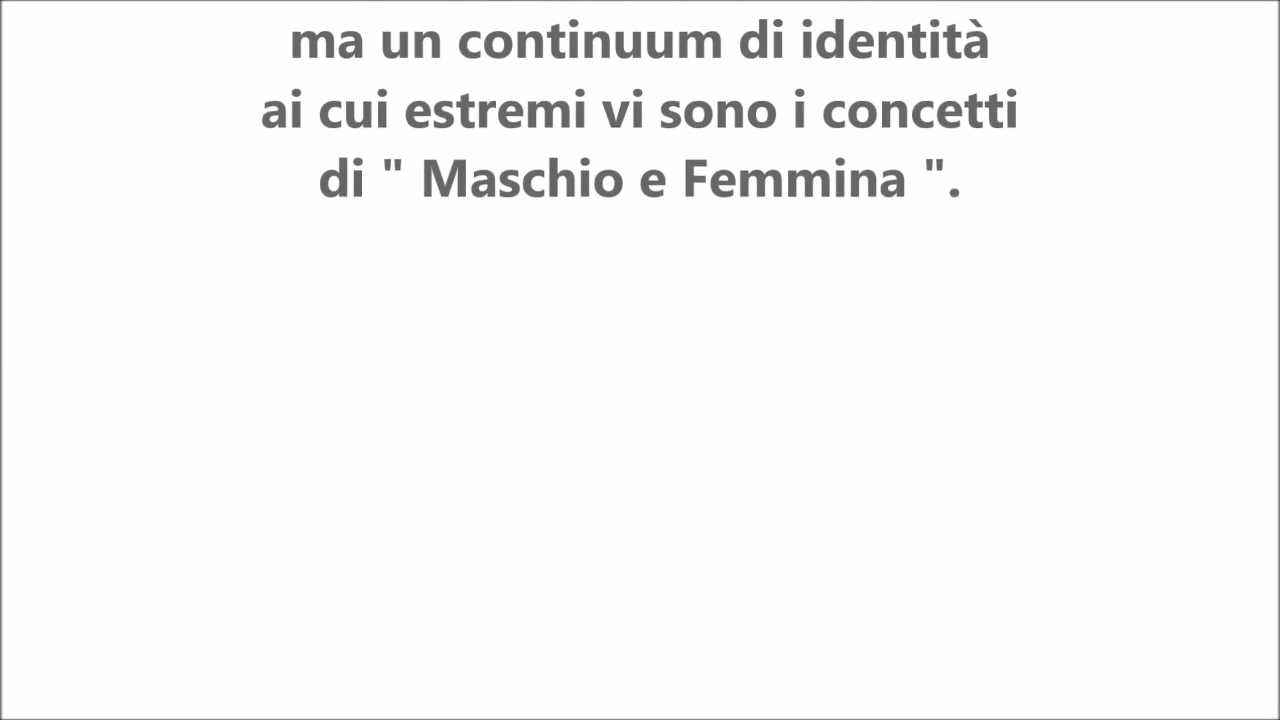 ma un continuum di identità
ai cui estremi vi sono i concetti
di " Maschio e Femmina ".